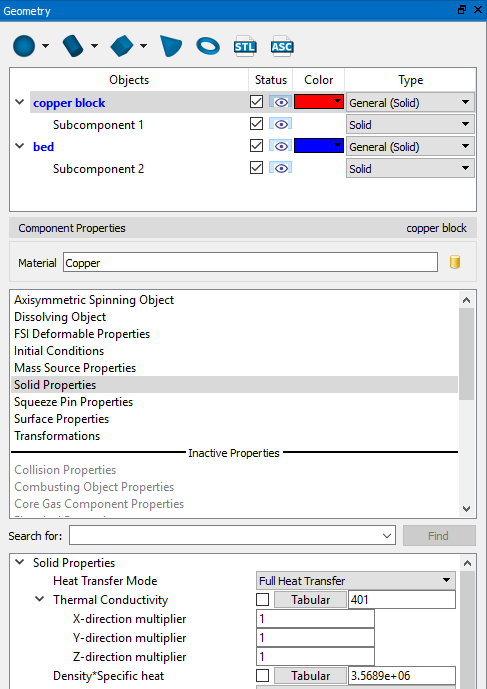 Geometry
STL ASC
Objects Status Color Type
copper block General (Solid)
Subcomponent 1 Solid
bed General (Solid)
Subcomponent 2 Solid
Component Properties copper block
Material Copper
Axisymmetric Spinning Object
Dissolving Object
FSI Deformable Properties
Initial Conditions
Mass Source Properties
Solid Properties
Squeeze Pin Properties
Surface Properties
Transformations
Inactive Properties
Collision Properties
Combusting Object Properties
Core Gas Component Properties
Search for: Find
Solid Properties
Heat Transfer Mode Full Heat Transfer
Thermal Conductivity Tabular 401
X-direction multiplier 1
Y-direction multiplier 1
Z-direction multiplier 1
Density*Specific heat Tabular 3.5689e+06